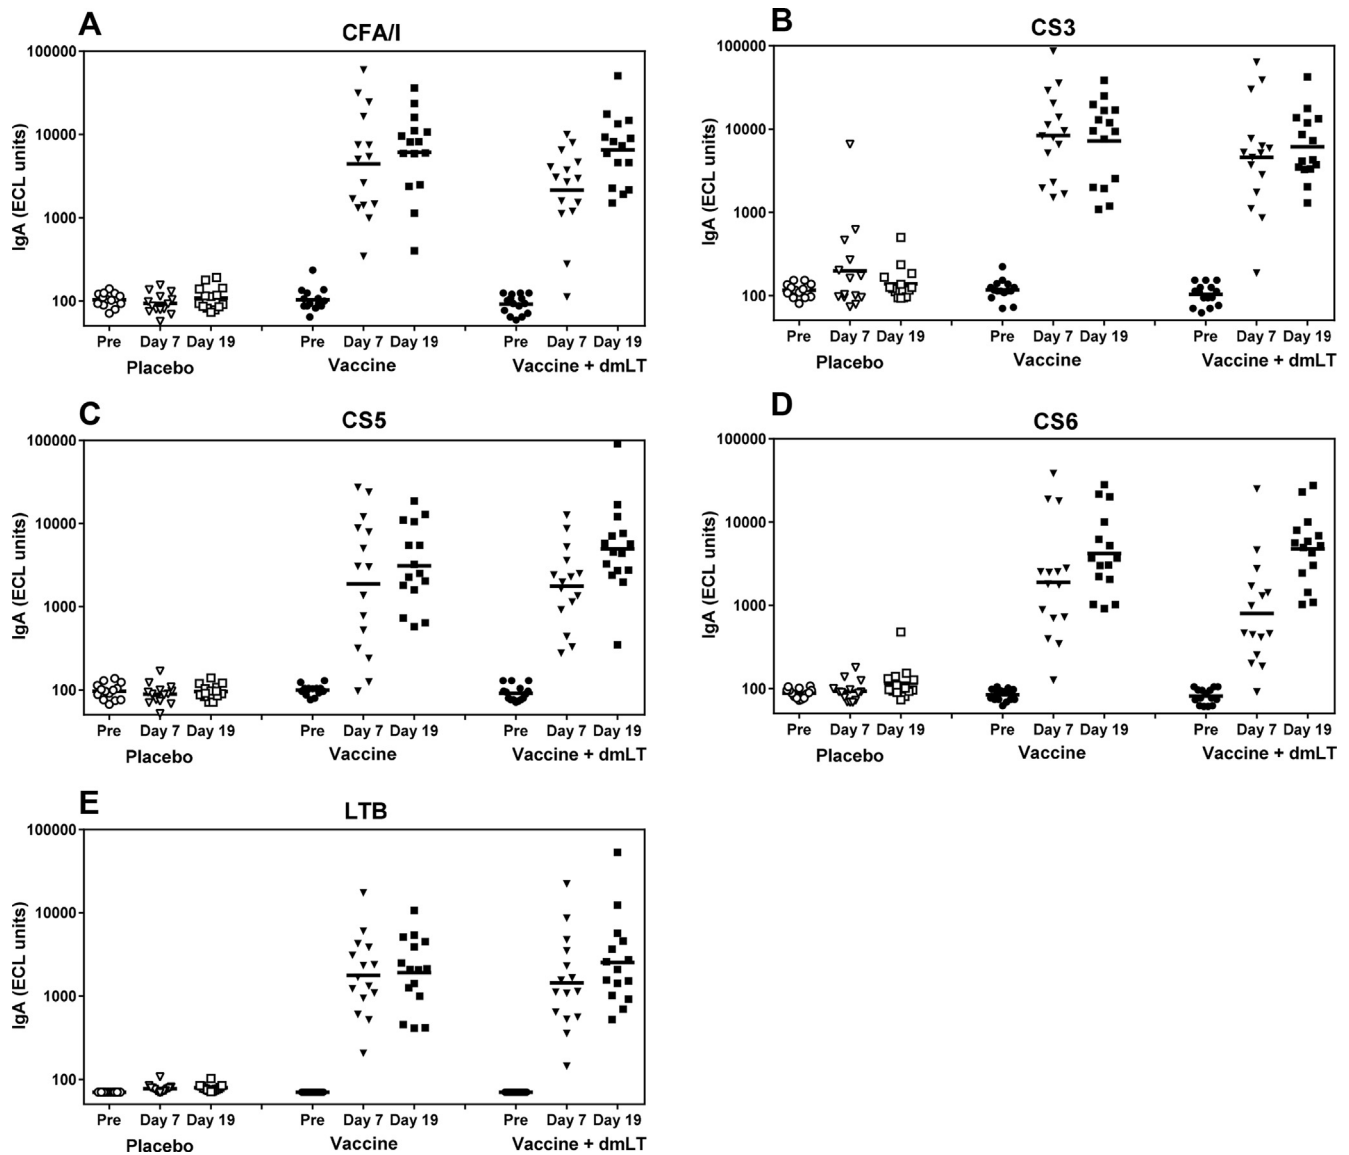 A
CFA/I
IgA (ECL units)
100000
10000
1000
100
Pre Day 7 Day 19 Pre Day 7 Day 19 Pre Day 7 Day 19
Placebo Vaccine Vaccine + dmLT
B
CS3
IgA (ECL units)
100000
10000
1000
100
Pre Day 7 Day 19 Pre Day 7 Day 19 Pre Day 7 Day 19
Placebo Vaccine Vaccine + dmLT
C
CS5
IgA (ECL units)
100000
10000
1000
100
Pre Day 7 Day 19 Pre Day 7 Day 19 Pre Day 7 Day 19
Placebo Vaccine Vaccine + dmLT
D
CS6
IgA (ECL units)
100000
10000
1000
100
Pre Day 7 Day 19 Pre Day 7 Day 19 Pre Day 7 Day 19
Placebo Vaccine Vaccine + dmLT
E
LTB
IgA (ECL units)
100000
10000
1000
100
Pre Day 7 Day 19 Pre Day 7 Day 19 Pre Day 7 Day 19
Placebo Vaccine Vaccine + dmLT